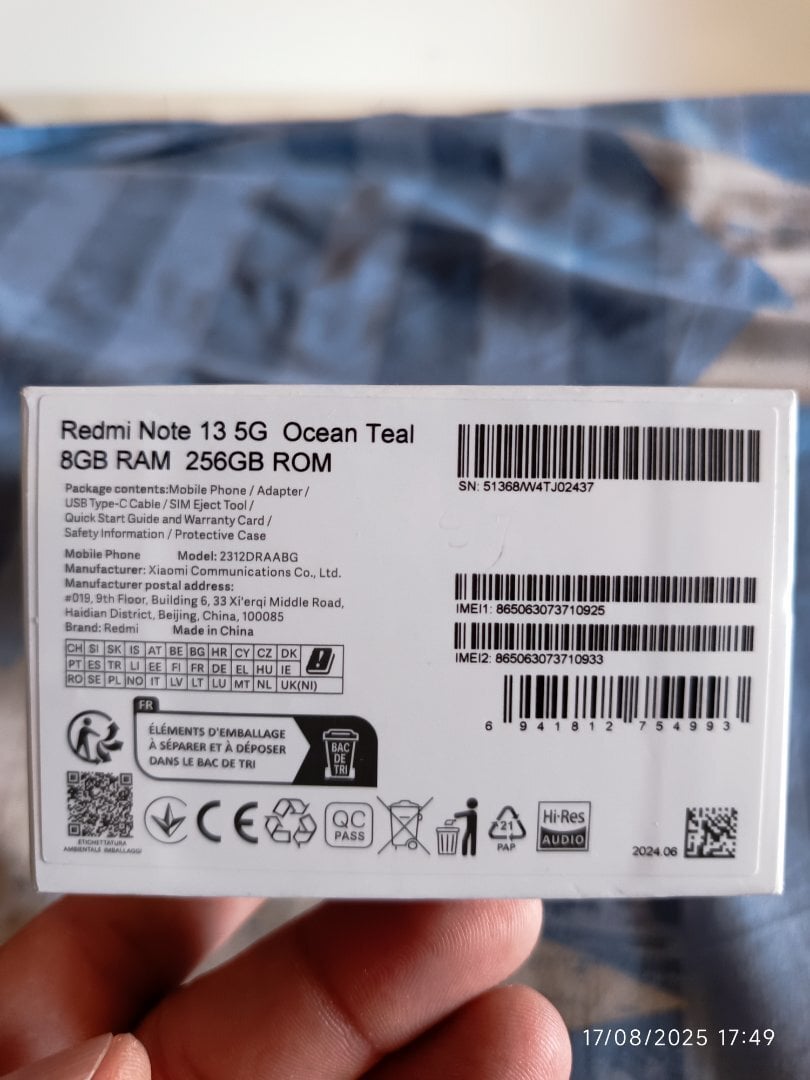 Redmi Note 13 5G Ocean Teal
8GB RAM 256GB ROM
Package contents:Mobile Phone / Adapter /
USB Type-C Cable / SIM Eject Tool /
Quick Start Guide and Warranty Card /
Safety Information / Protective Case
Mobile Phone Model: 2312DRAABG
Manufacturer: Xiaomi Communications Co., Ltd.
Manufacturer postal address:
#019, 9th Floor, Building 6, 33 Xi'erqi Middle Road,
Haidian District, Beijing, China, 100085
Brand: Redmi Made in China
CH SI SK IS AT BE BG HR CY CZ DK
PT ES TR LI EE FI FR DE EL HU IE
RO SE PL NO IT LV LT LU MT NL UK(NI)
FR
ÉLÉMENTS D'EMBALLAGE
À SÉPARER ET À DÉPOSER
DANS LE BAC DE TRI
BAC
DE
TRI
ETICHETTATURA
AMBIENTALE IMBALLAGGI
CE
QC
PASS
21
PAP
Hi-Res
AUDIO
SN: 51368/W4TJ02437
IMEI1: 865063073710925
IMEI2: 865063073710933
6 941812 754993
2024.06
17/08/2025 17:49